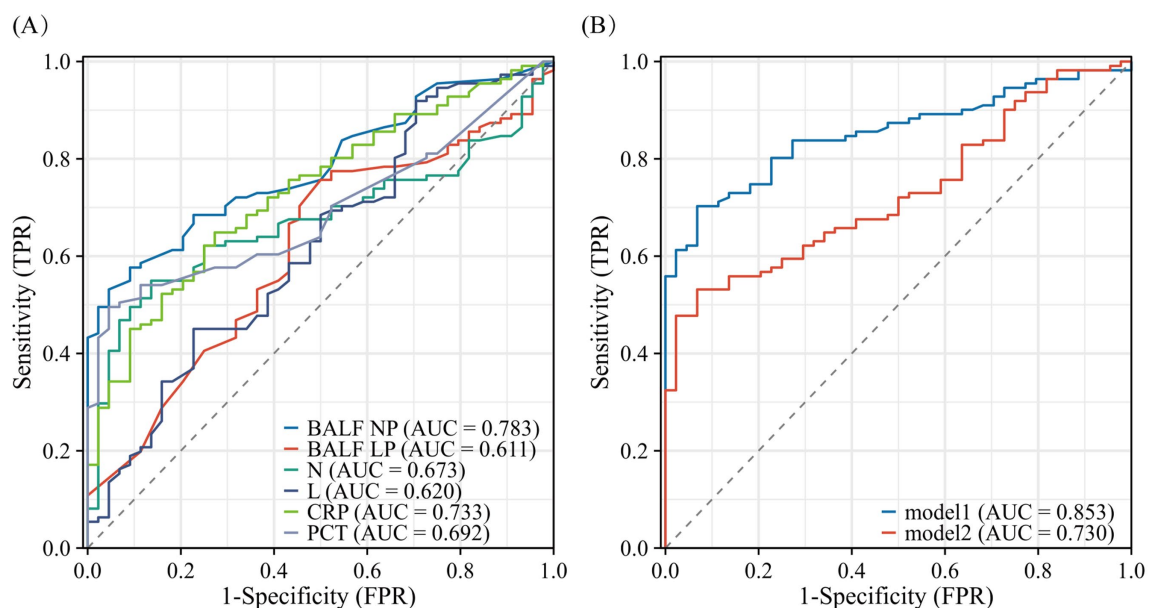 (A)
Sensitivity (TPR)
1.0
0.8
0.6
0.4
0.2
0.0
BALF NP (AUC = 0.783)
BALF LP (AUC = 0.611)
N (AUC = 0.673)
L (AUC = 0.620)
CRP (AUC = 0.733)
PCT (AUC = 0.692)
0.0 0.2 0.4 0.6 0.8 1.0
1-Specificity (FPR)
(B)
Sensitivity (TPR)
1.0
0.8
0.6
0.4
0.2
0.0
model1 (AUC = 0.853)
model2 (AUC = 0.730)
0.0 0.2 0.4 0.6 0.8 1.0
1-Specificity (FPR)